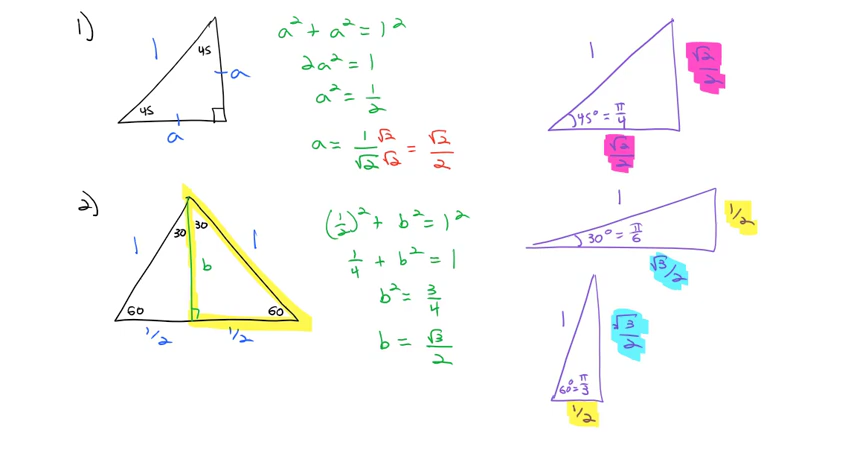 1)
1
45
45
a
a
a² + a² = 1²
2a² = 1
a² = 1/2
a = 1/√2 √2/√2 = √2/2
1
45° = π/4
√2/2
√2/2
2)
1
30
30
1
b
60
60
1/2
1/2
(1/2)² + b² = 1²
1/4 + b² = 1
b² = 3/4
b = √3/2
1
30° = π/6
1/2
√3/2
1
60° = π/3
√3/2
1/2